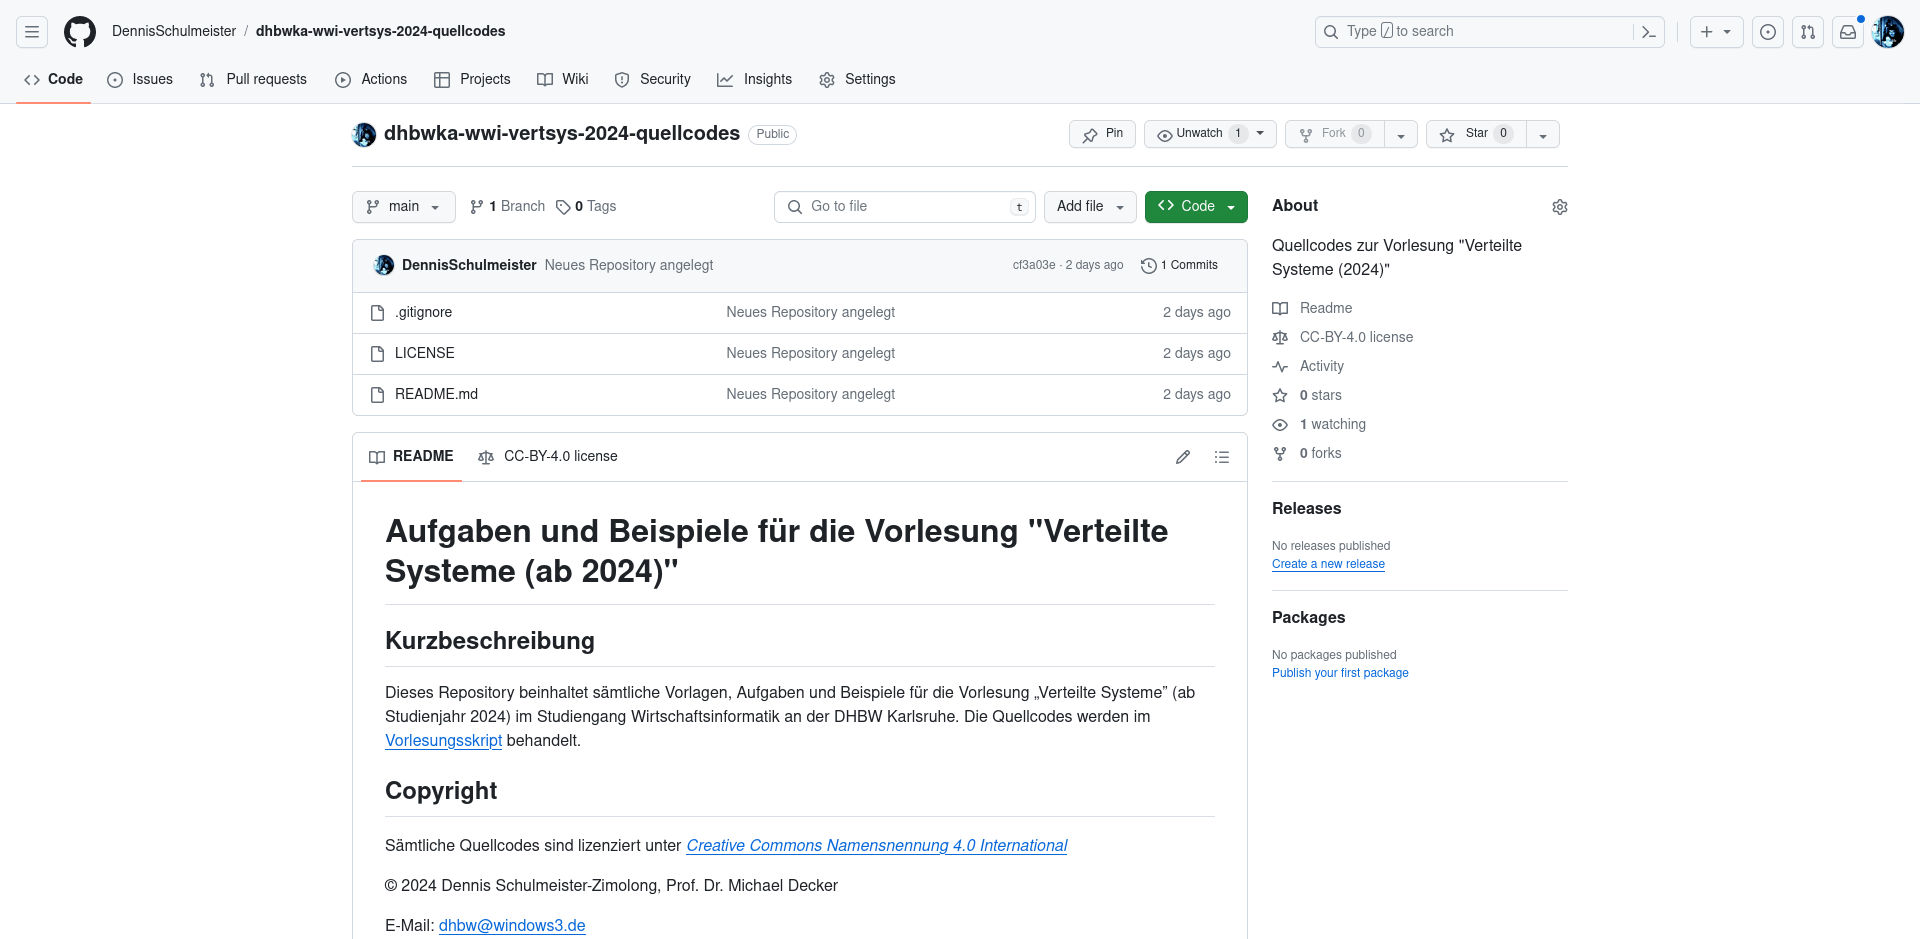 DennisSchulmeister / dhbwka-wwi-vertsys-2024-quellcodes
Type / to search
Code Issues Pull requests Actions Projects Wiki Security Insights Settings
dhbwka-wwi-vertsys-2024-quellcodes Public
Pin Unwatch 1 Fork 0 Star 0
main 1 Branch 0 Tags Go to file t Add file Code
DennisSchulmeister Neues Repository angelegt cf3a03e · 2 days ago 1 Commits
.gitignore Neues Repository angelegt 2 days ago
LICENSE Neues Repository angelegt 2 days ago
README.md Neues Repository angelegt 2 days ago
README CC-BY-4.0 license
Aufgaben und Beispiele für die Vorlesung "Verteilte
Systeme (ab 2024)"
Kurzbeschreibung
Dieses Repository beinhaltet sämtliche Vorlagen, Aufgaben und Beispiele für die Vorlesung „Verteilte Systeme” (ab
Studienjahr 2024) im Studiengang Wirtschaftsinformatik an der DHBW Karlsruhe. Die Quellcodes werden im
Vorlesungsskript behandelt.
Copyright
Sämtliche Quellcodes sind lizenziert unter Creative Commons Namensnennung 4.0 International
© 2024 Dennis Schulmeister-Zimolong, Prof. Dr. Michael Decker
E-Mail: dhbw@windows3.de
About
Quellcodes zur Vorlesung "Verteilte
Systeme (2024)"
Readme
CC-BY-4.0 license
Activity
0 stars
1 watching
0 forks
Releases
No releases published
Create a new release
Packages
No packages published
Publish your first package